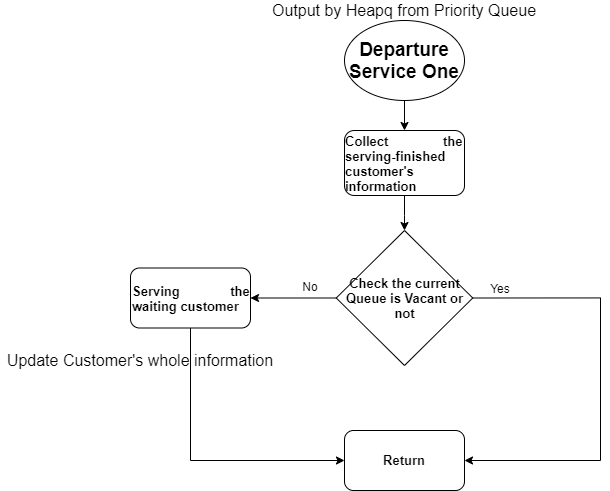 Output by Heapq from Priority Queue
Departure
Service One
Collect the
serving-finished
customer's
information
Check the current
Queue is Vacant or
not
No
Yes
Serving the
waiting customer
Update Customer's whole information
Return